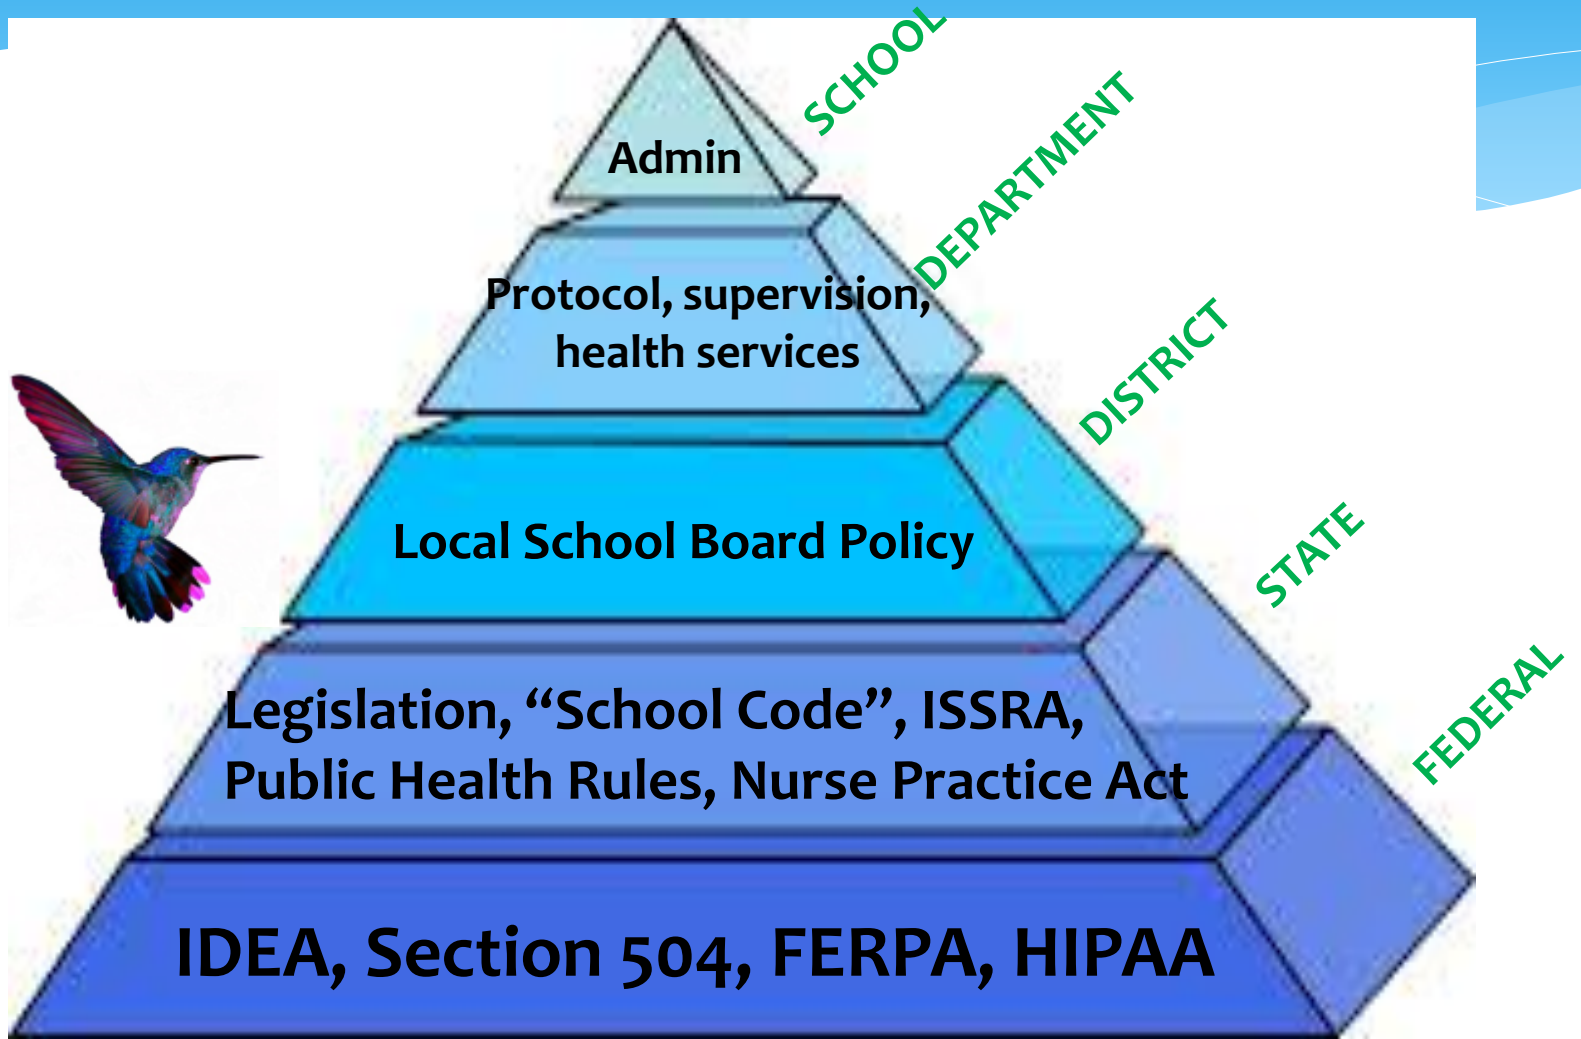 SCHOOL
Admin
DEPARTMENT
Protocol, supervision,
health services
DISTRICT
Local School Board Policy
STATE
Legislation, “School Code”, ISSRA,
Public Health Rules, Nurse Practice Act
FEDERAL
IDEA, Section 504, FERPA, HIPAA